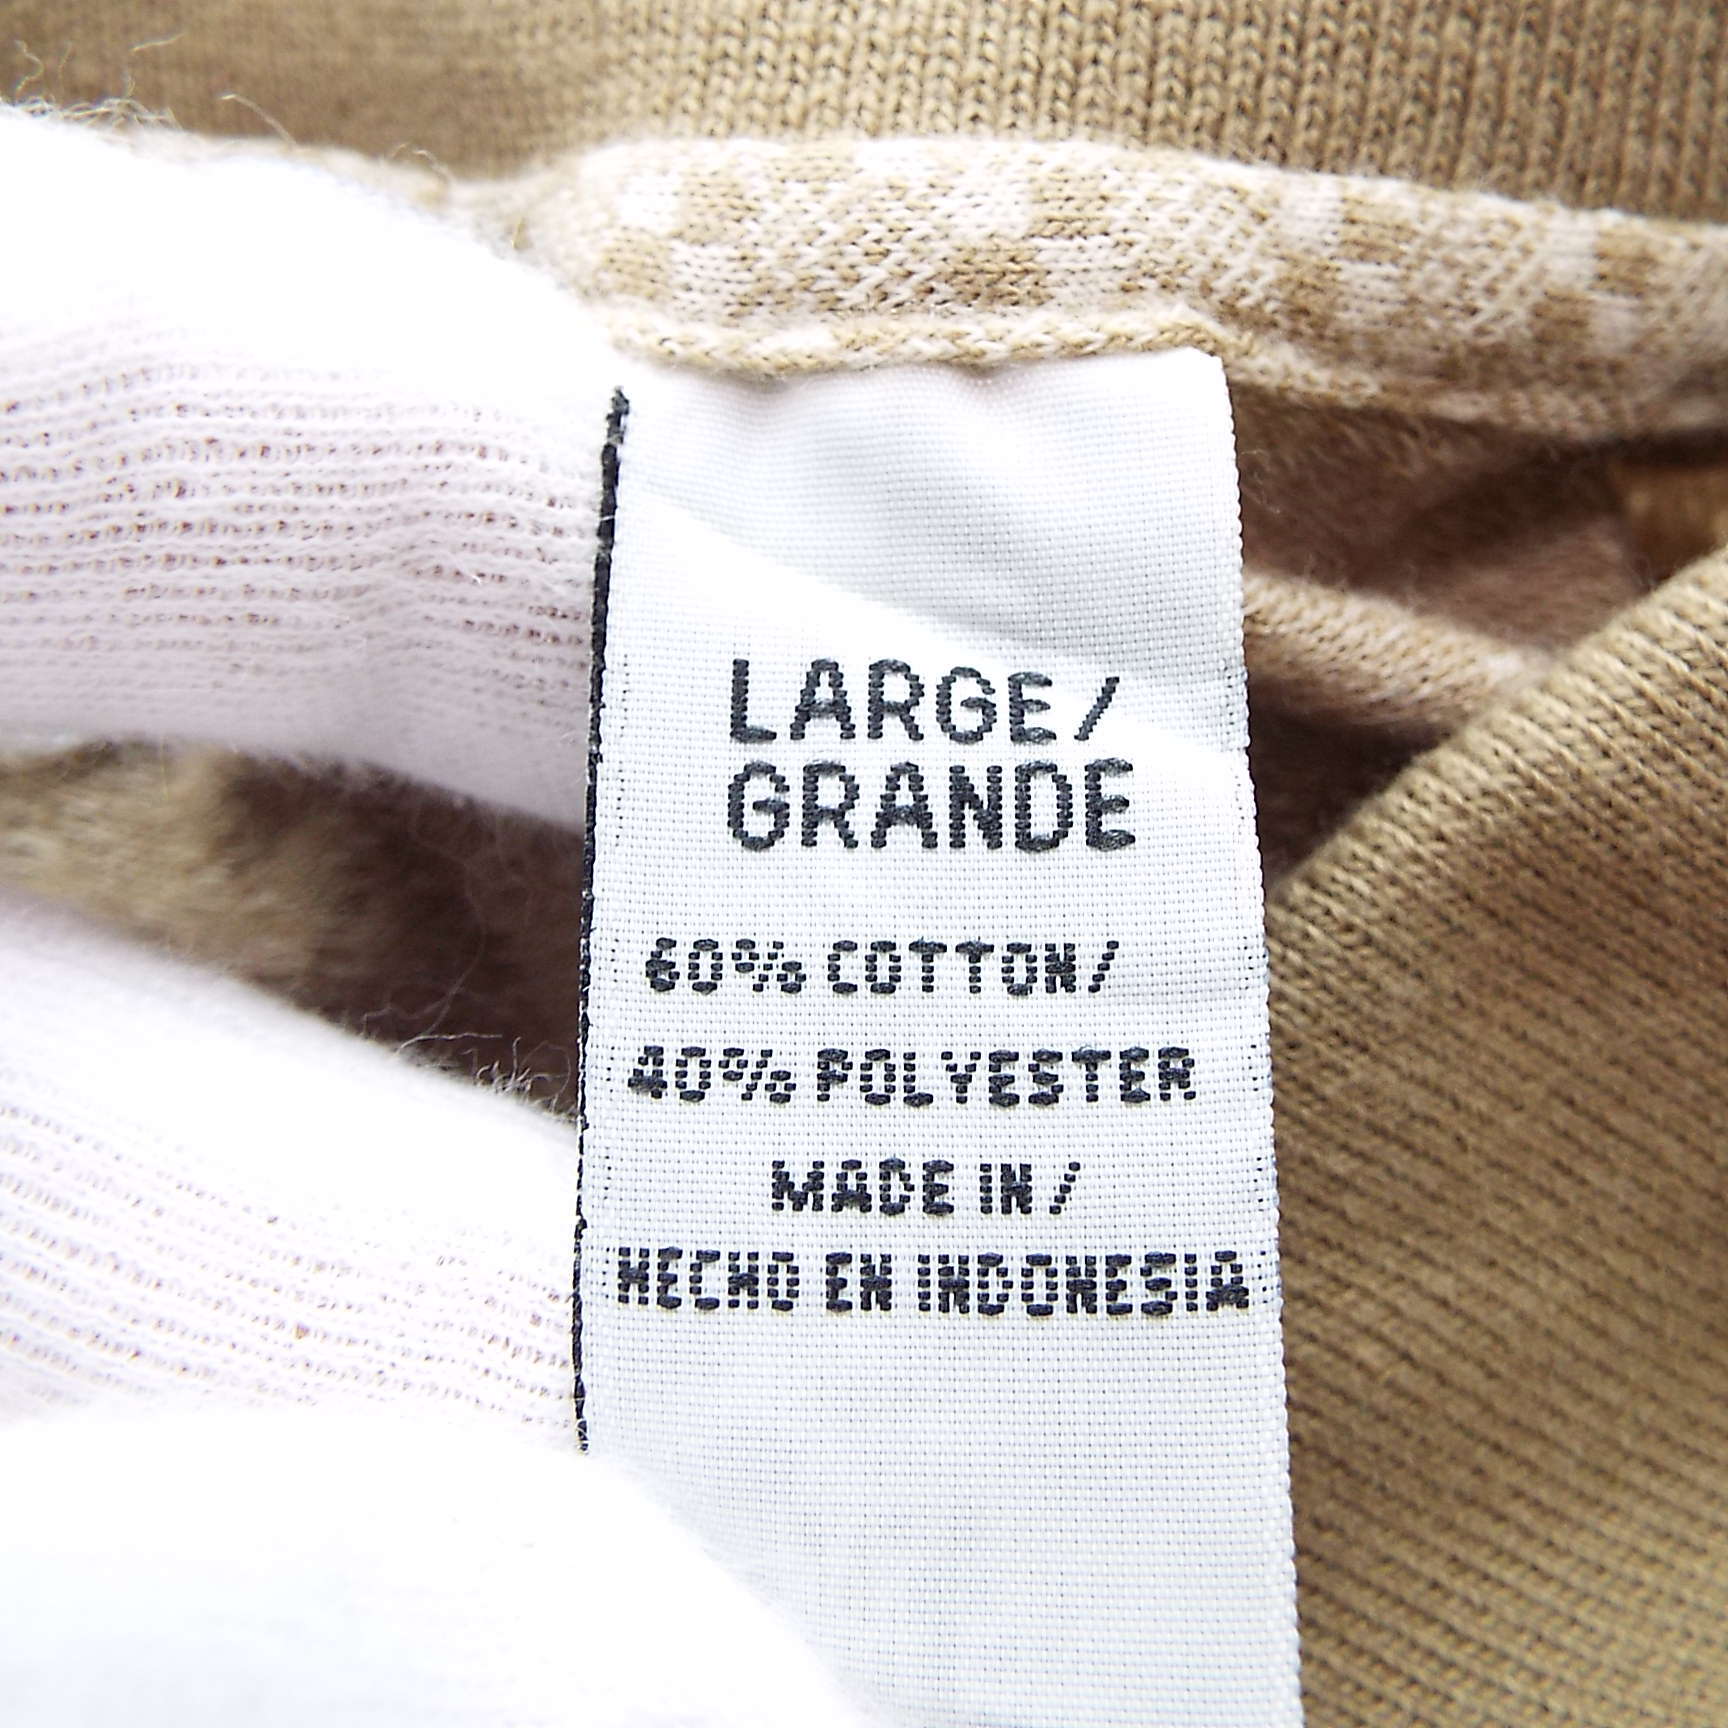 LARGE/
GRANDE
60% COTTON/
40% POLYESTER
MADE IN/
HECHO EN INDONESIA